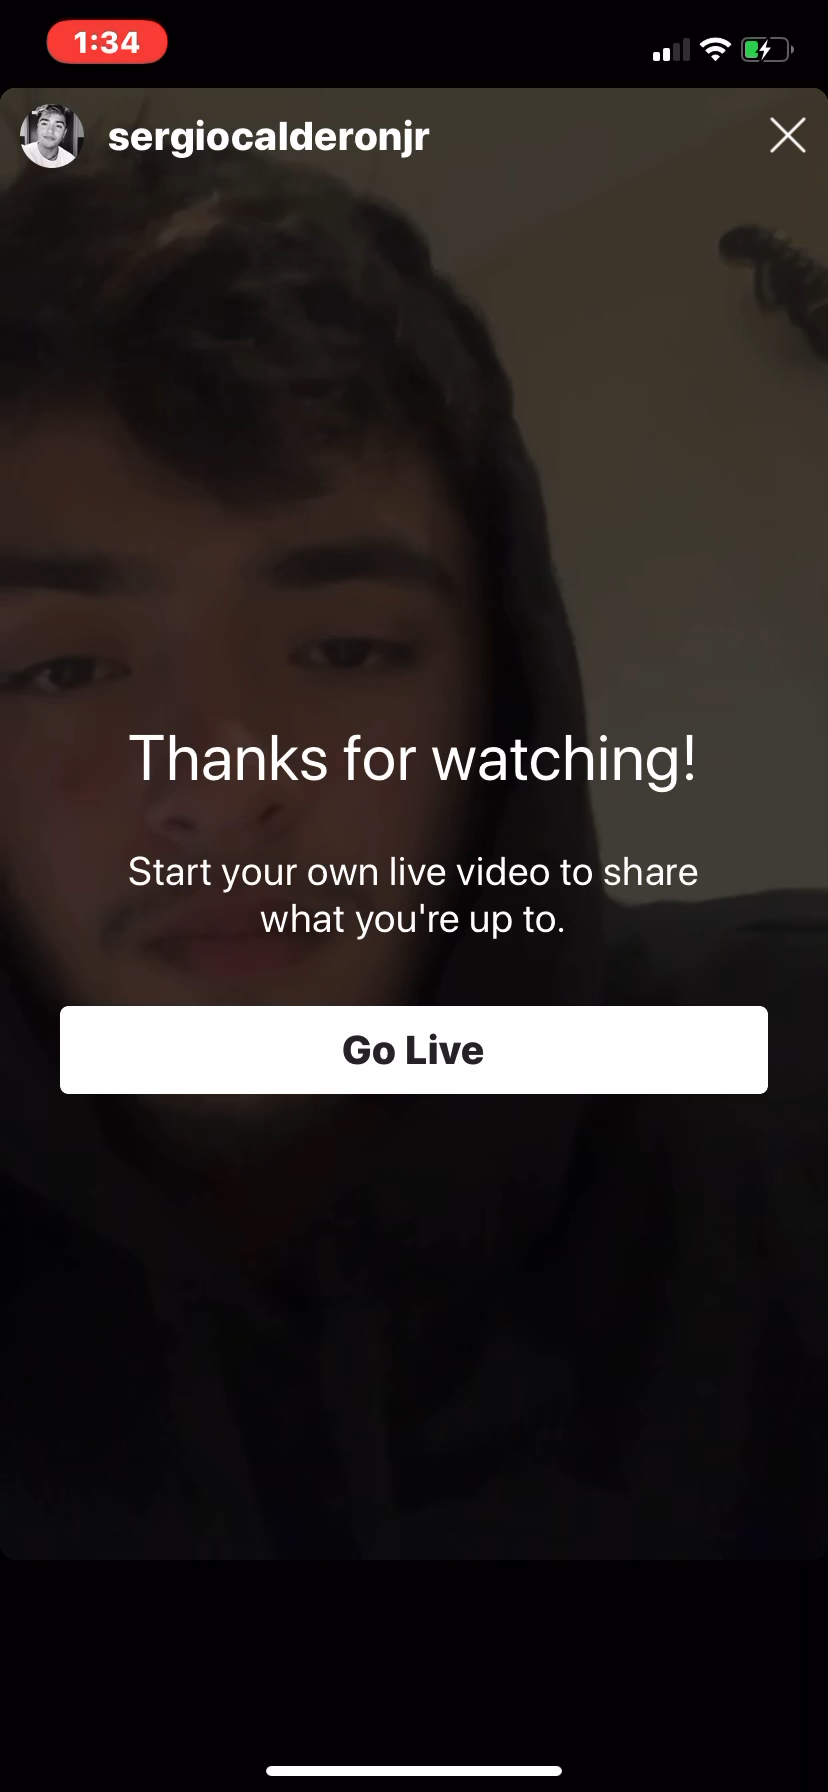 1:34
sergiocalderonjr
Thanks for watching!
Start your own live video to share
what you're up to.
Go Live